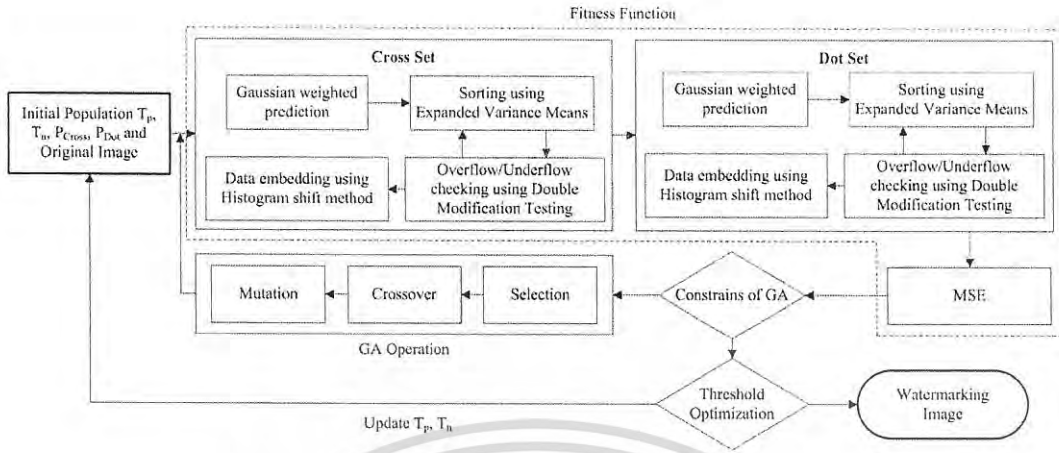 Fitness Function
Cross Set
Gaussian weighted
prediction
Sorting using
Expanded Variance Means
Data embedding using
Histogram shift method
Overflow/Underflow
checking using Double
Modification Testing
Dot Set
Gaussian weighted
prediction
Sorting using
Expanded Variance Means
Data embedding using
Histogram shift method
Overflow/Underflow
checking using Double
Modification Testing
Initial Population Tp,
Tn, PCross, PDot and
Original Image
Mutation
Crossover
Selection
GA Operation
Constrains of GA
MSE
Threshold
Optimization
Watermarking
Image
Update Tp, Tn